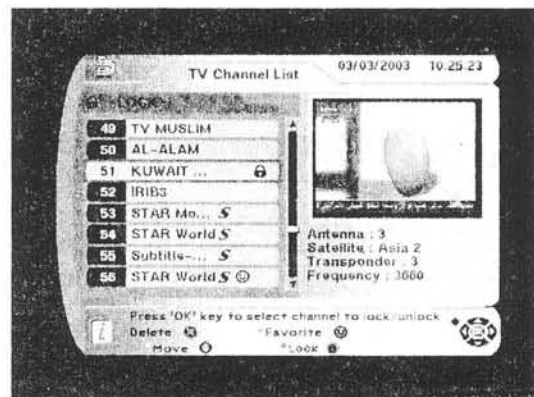 TV Channel List
03/03/2003 10:25:23
LOCK
49 TV MUSLIM
50 AL-ALAM
51 KUWAIT ...
52 IRIB3
53 STAR Mo... S
54 STAR World S
55 Subtitle-... S
56 STAR World S
Antenna : 3
Satellite : Asia 2
Transponder : 3
Frequency : 3660
Press 'OK' key to select channel to lock/unlock
Delete
Favorite
Move
Lock